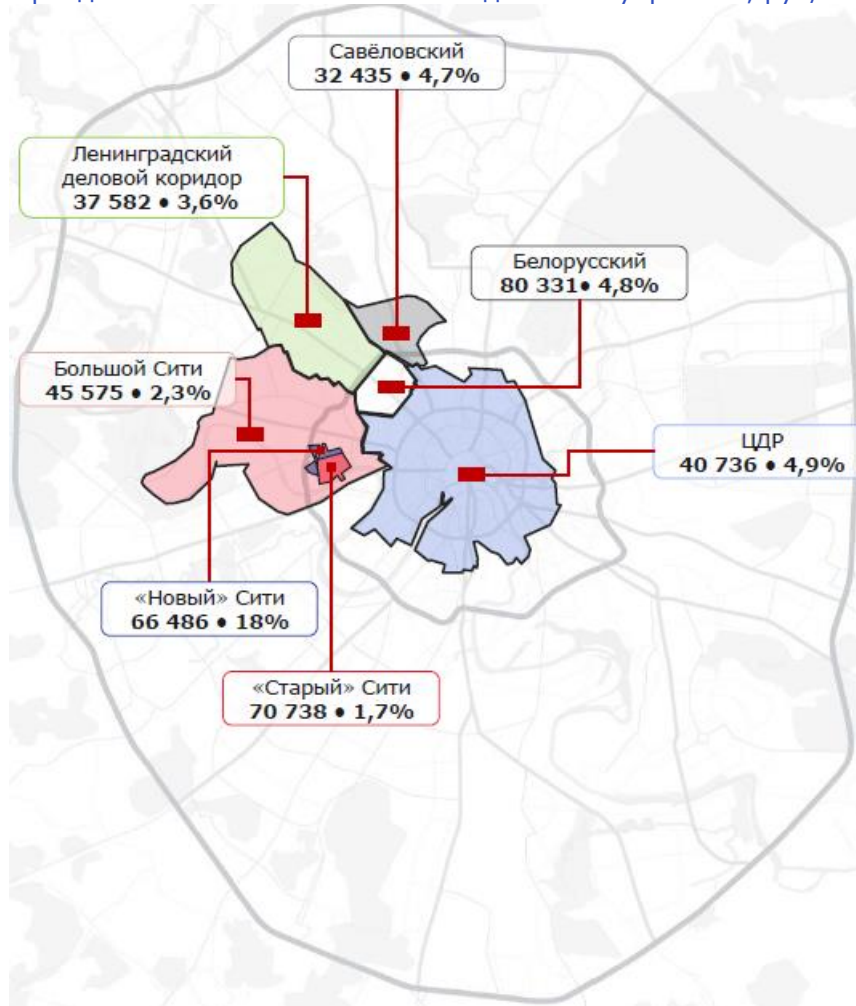 Савёловский
32 435 • 4,7%
Ленинградский
деловой коридор
37 582 • 3,6%
Белорусский
80 331• 4,8%
Большой Сити
45 575 • 2,3%
ЦДР
40 736 • 4,9%
«Новый» Сити
66 486 • 18%
«Старый» Сити
70 738 • 1,7%